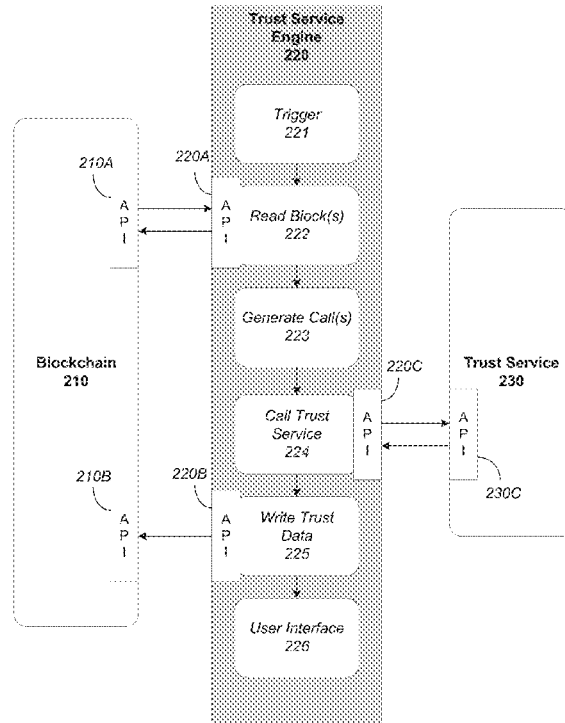 Trust Service
Engine
220
Trigger
221
210A
220A
A
P
I
A
P
I
Read Block(s)
222
Generate Call(s)
223
Blockchain
210
220C
Trust Service
230
Call Trust
Service
224
A
P
I
A
P
I
230C
210B
220B
A
P
I
A
P
I
Write Trust
Data
225
User Interface
226